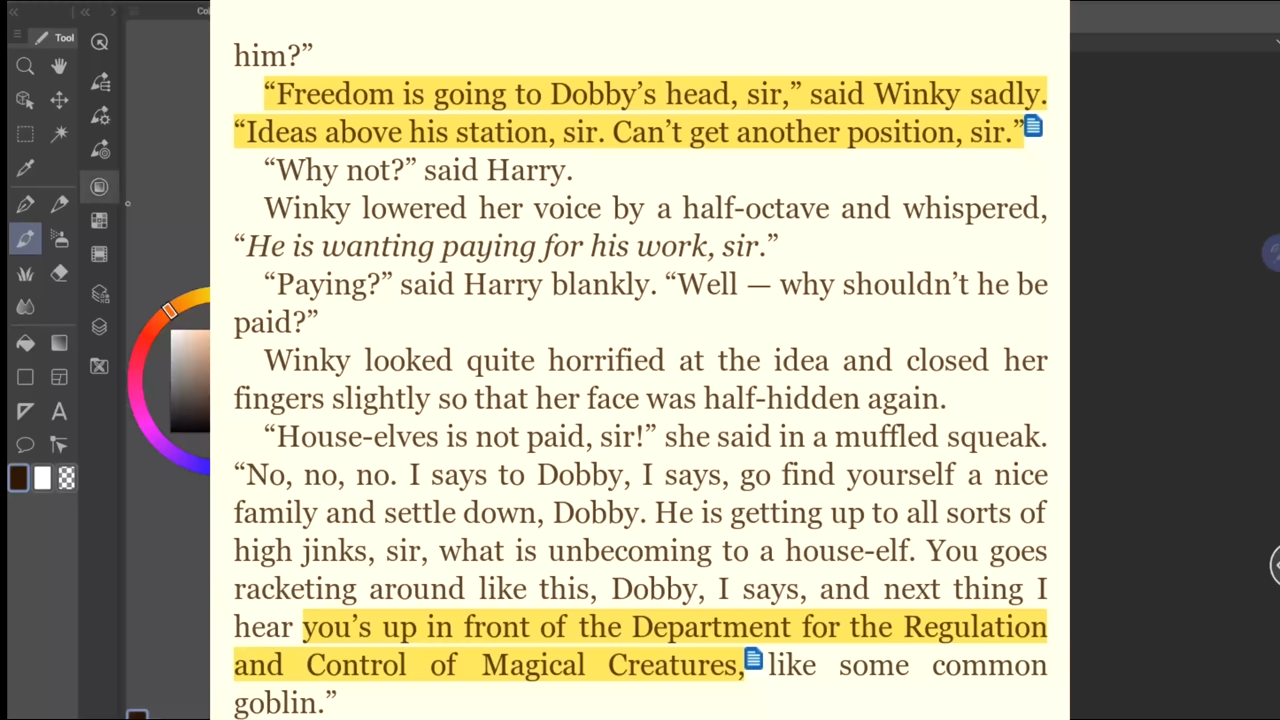 Tool
Co
him?”
“Freedom is going to Dobby’s head, sir,” said Winky sadly.
“Ideas above his station, sir. Can’t get another position, sir.”
“Why not?” said Harry.
Winky lowered her voice by a half-octave and whispered,
“He is wanting paying for his work, sir.”
“Paying?” said Harry blankly. “Well — why shouldn’t he be
paid?”
Winky looked quite horrified at the idea and closed her
fingers slightly so that her face was half-hidden again.
“House-elves is not paid, sir!” she said in a muffled squeak.
“No, no, no. I says to Dobby, I says, go find yourself a nice
family and settle down, Dobby. He is getting up to all sorts of
high jinks, sir, what is unbecoming to a house-elf. You goes
racketing around like this, Dobby, I says, and next thing I
hear you’s up in front of the Department for the Regulation
and Control of Magical Creatures, like some common
goblin.”